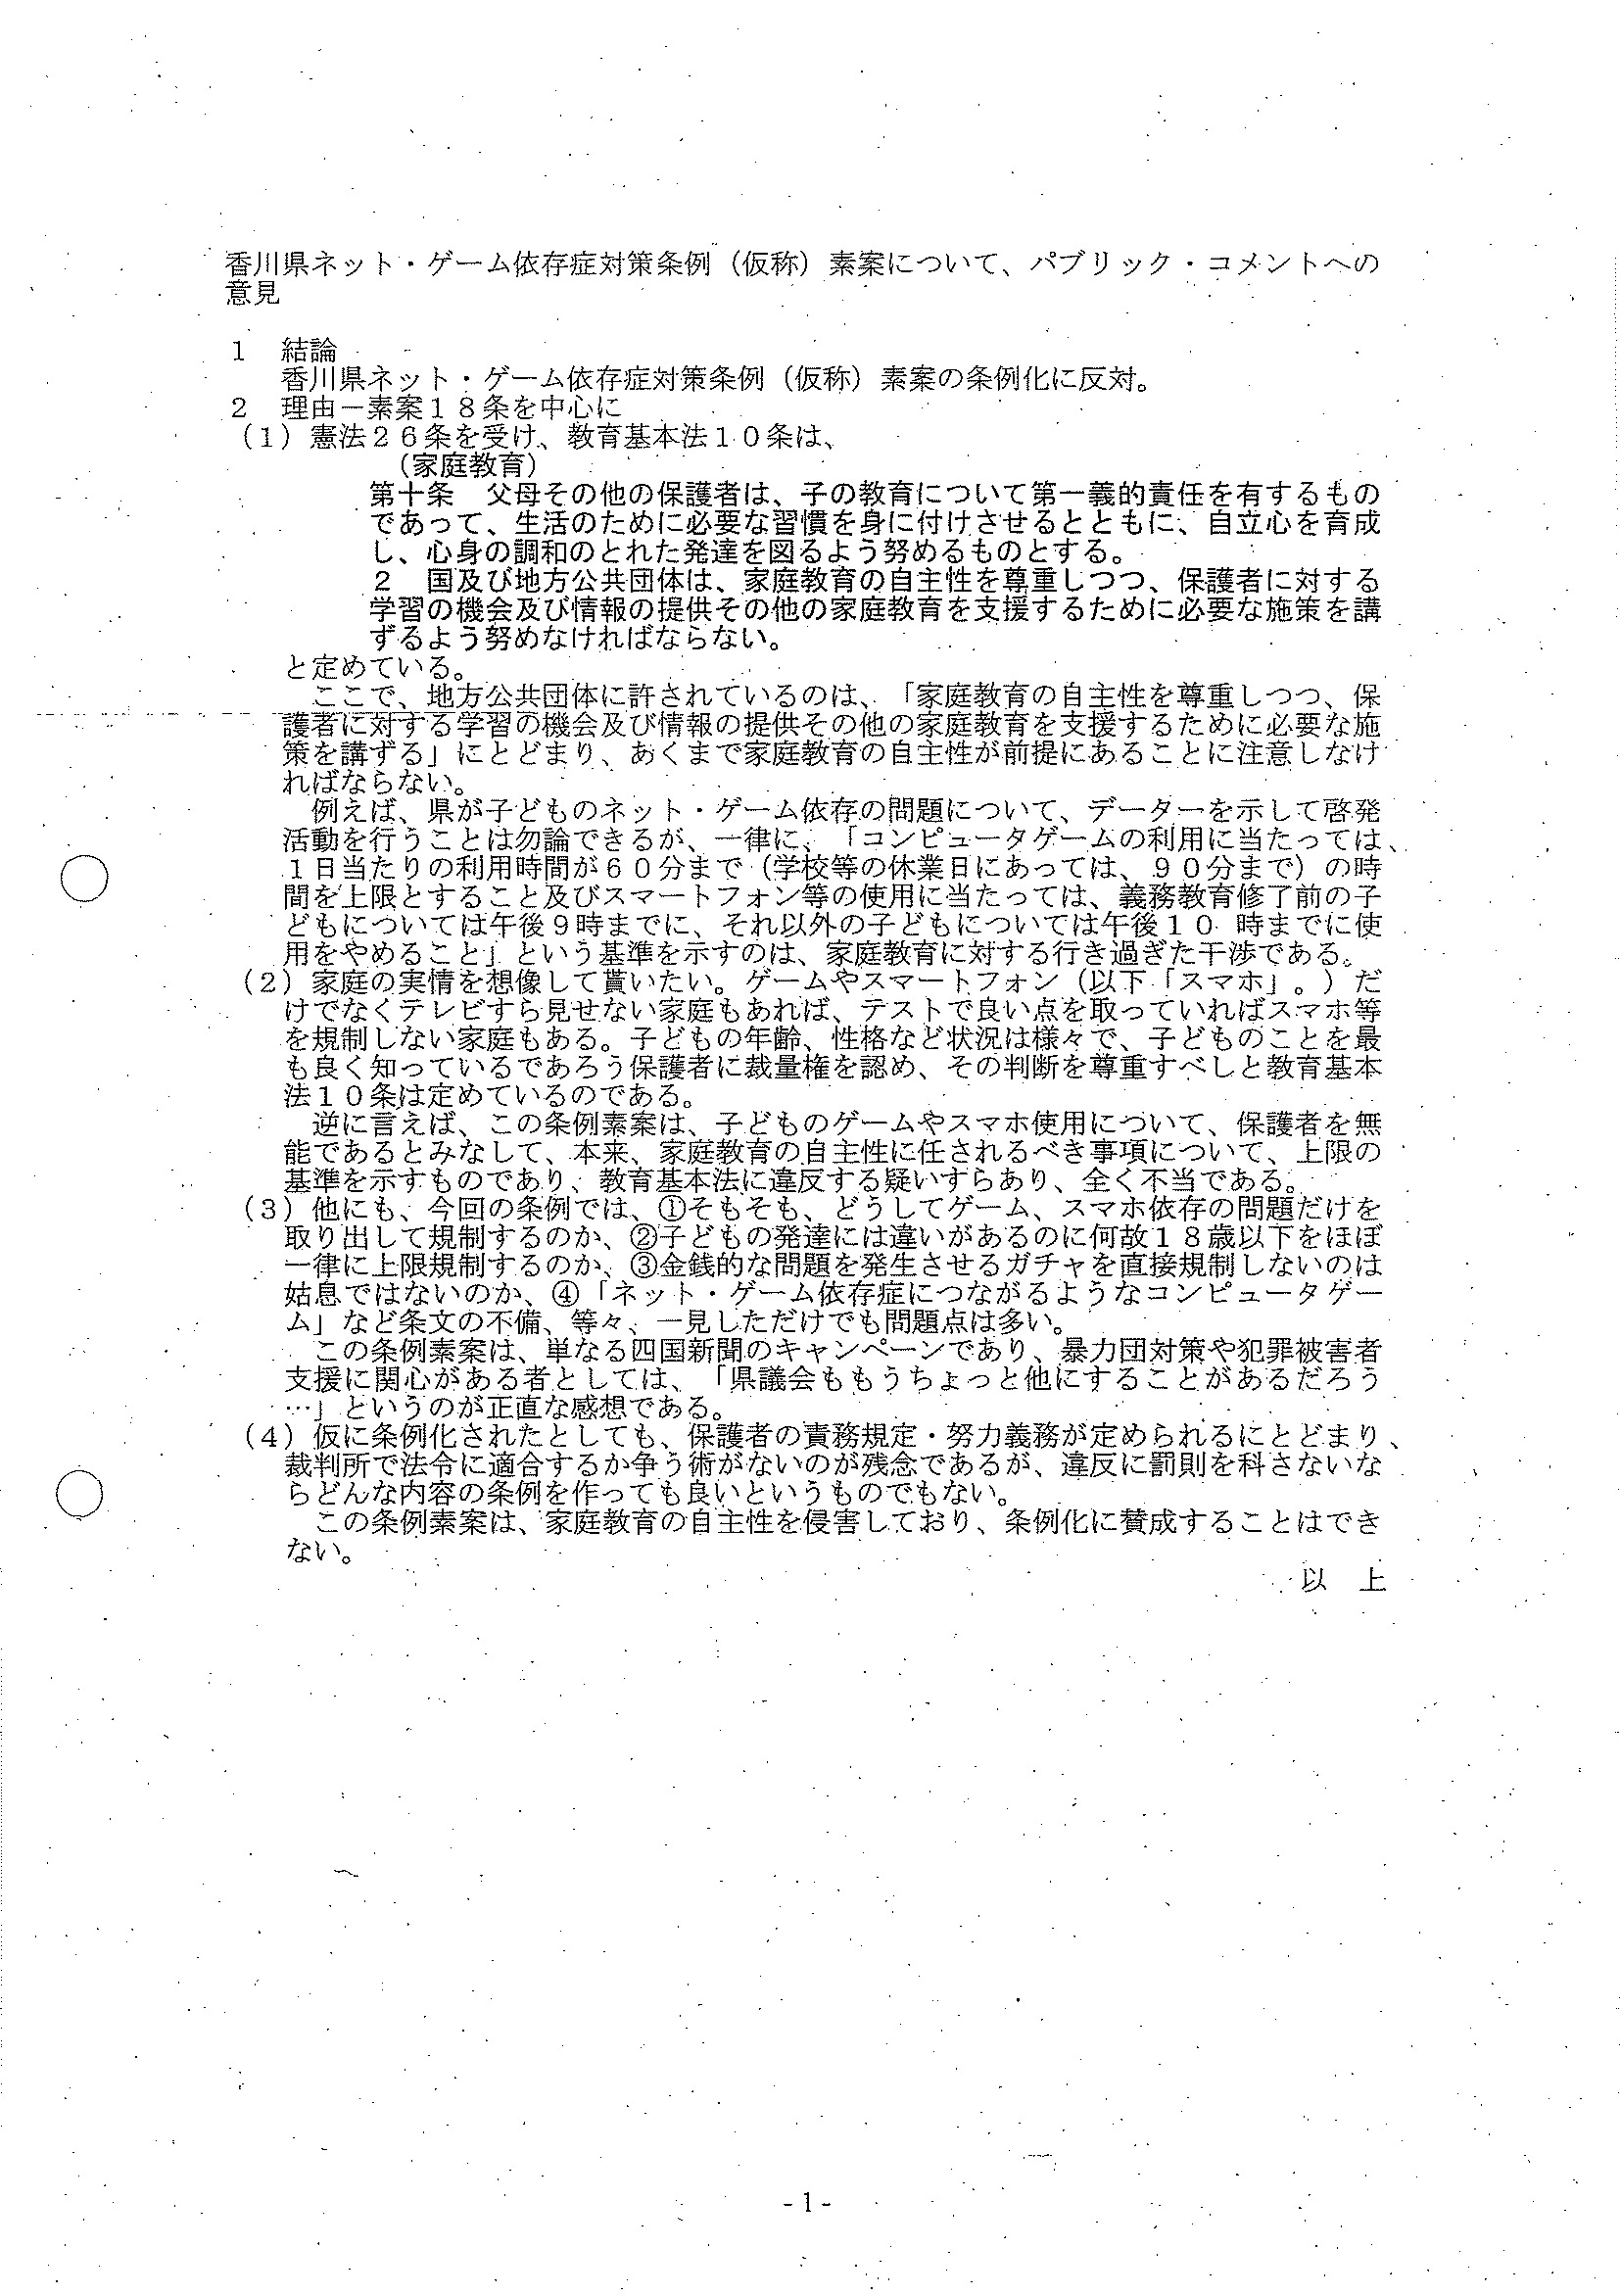 香川県ネット・ゲーム依存症対策条例（仮称）素案について、パブリック・コメントへの
意見
１　結論
香川県ネット・ゲーム依存症対策条例（仮称）素案の条例化に反対。
２　理由－素案１８条を中心に
（１）憲法２６条を受け、教育基本法１０条は、
（家庭教育）
第十条　父母その他の保護者は、子の教育について第一義的責任を有するもの
であって、生活のために必要な習慣を身に付けさせるとともに、自立心を育成
し、心身の調和のとれた発達を図るよう努めるものとする。
２　国及び地方公共団体は、家庭教育の自主性を尊重しつつ、保護者に対する
学習の機会及び情報の提供その他の家庭教育を支援するために必要な施策を講
ずるよう努めなければならない。
と定めている。
ここで、地方公共団体に許されているのは、「家庭教育の自主性を尊重しつつ、保
護者に対する学習の機会及び情報の提供その他の家庭教育を支援するために必要な施
策を講ずる」にとどまり、あくまで家庭教育の自主性が前提にあることに注意しなけ
ればならない。
例えば、県が子どものネット・ゲーム依存の問題について、データーを示して啓発
活動を行うことは勿論できるが、一律に、「コンピュータゲームの利用に当たっては、
１日当たりの利用時間が６０分まで（学校等の休業日にあっては、９０分まで）の時
間を上限とすること及びスマートフォン等の使用に当たっては、義務教育修了前の子
どもについては午後９時までに、それ以外の子どもについては午後１０ 時までに使
用をやめること」という基準を示すのは、家庭教育に対する行き過ぎた干渉である。
（２）家庭の実情を想像して貰いたい。ゲームやスマートフォン（以下「スマホ」。）だ
けでなくテレビすら見せない家庭もあれば、テストで良い点を取っていればスマホ等
を規制しない家庭もある。子どもの年齢、性格など状況は様々で、子どものことを最
も良く知っているであろう保護者に裁量権を認め、その判断を尊重すべしと教育基本
法１０条は定めているのである。
逆に言えば、この条例素案は、子どものゲームやスマホ使用について、保護者を無
能であるとみなして、本来、家庭教育の自主性に任されるべき事項について、上限の
基準を示すものであり、教育基本法に違反する疑いすらあり、全く不当である。
（３）他にも、今回の条例では、①そもそも、どうしてゲーム、スマホ依存の問題だけを
取り出して規制するのか、②子どもの発達には違いがあるのに何故１８歳以下をほぼ
一律に上限規制するのか、③金銭的な問題を発生させるガチャを直接規制しないのは
姑息ではないのか、④「ネット・ゲーム依存症につながるようなコンピュータゲー
ム」など条文の不備、等々、一見しただけでも問題点は多い。
この条例素案は、単なる四国新聞のキャンペーンであり、暴力団対策や犯罪被害者
支援に関心がある者としては、「県議会ももうちょっと他にすることがあるだろう
…」というのが正直な感想である。
（４）仮に条例化されたとしても、保護者の責務規定・努力義務が定められるにとどまり、
裁判所で法令に適合するか争う術がないのが残念であるが、違反に罰則を科さないな
らどんな内容の条例を作っても良いというものでもない。
この条例素案は、家庭教育の自主性を侵害しており、条例化に賛成することはでき
ない。
以　上
- 1 -